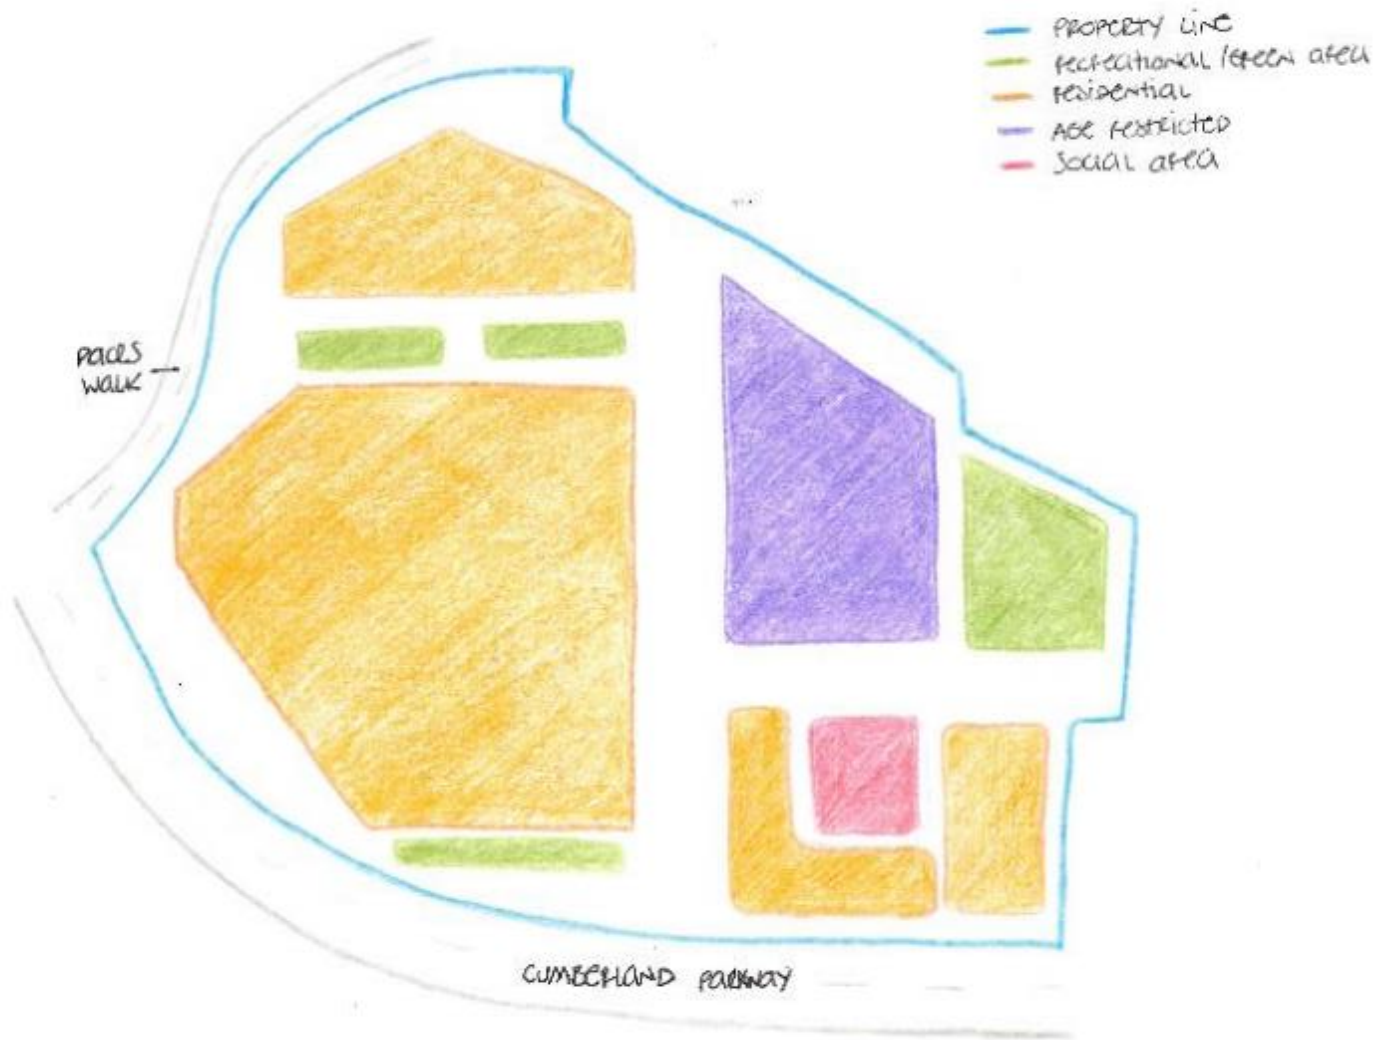 PROPERTY LINE
RECREATIONAL / GREEN AREA
RESIDENTIAL
AGE RESTRICTED
SOCIAL AREA
PACES
WALK
CUMBERLAND PARKWAY